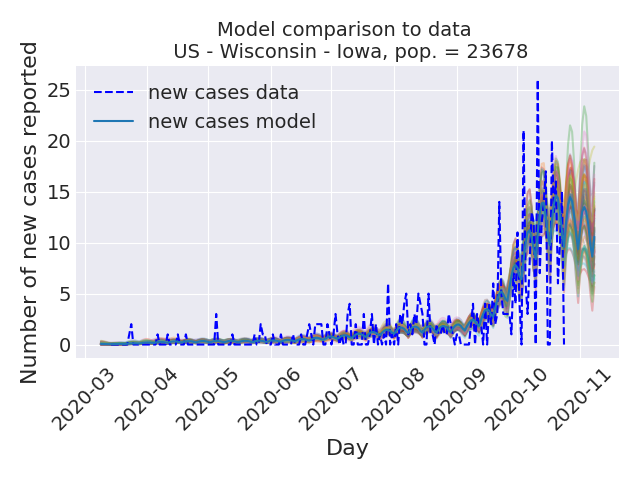 Model comparison to data
US - Wisconsin - Iowa, pop. = 23678
Number of new cases reported
25
20
15
10
5
0
new cases data
new cases model
2020-03
2020-04
2020-05
2020-06
2020-07
2020-08
2020-09
2020-10
2020-11
Day